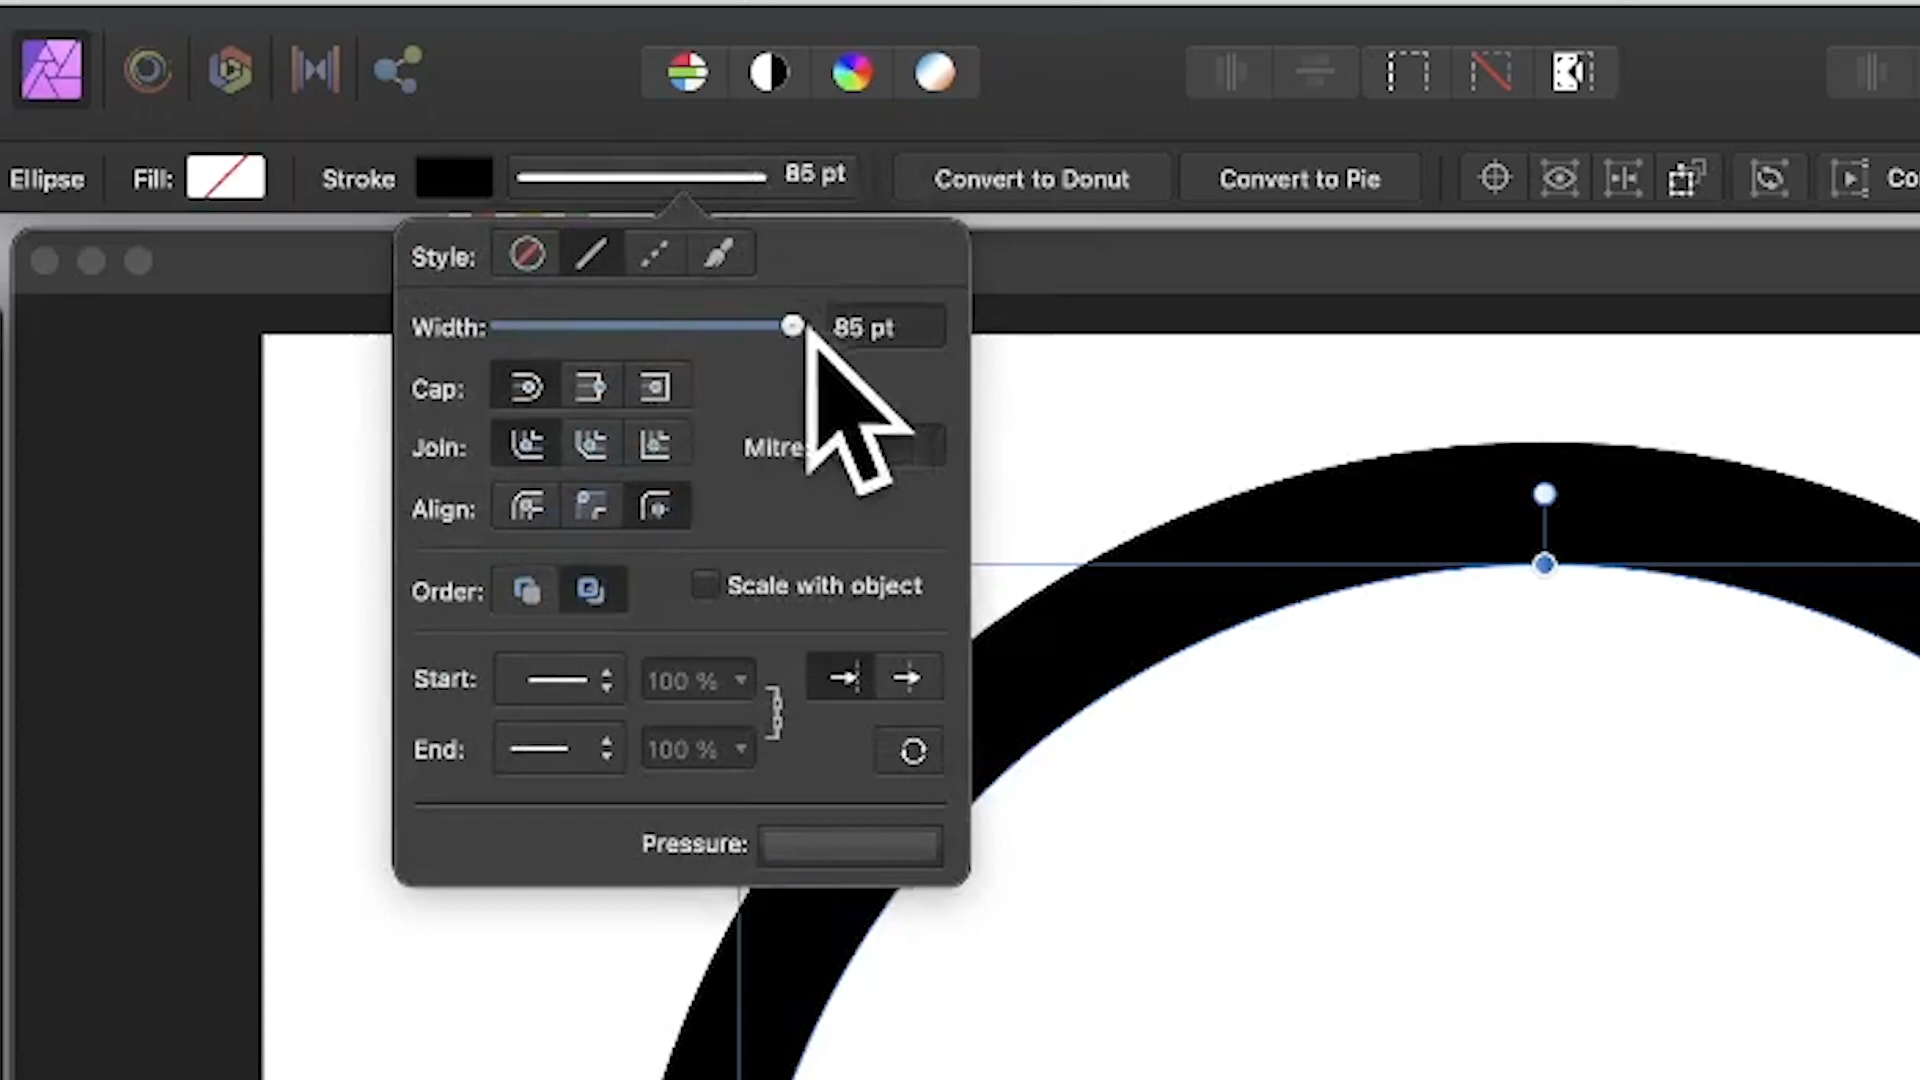 Ellipse Fill: Stroke 85 pt Convert to Donut Convert to Pie Co
Style:
Width: 85 pt
Cap:
Join: Mitre:
Align:
Order: Scale with object
Start: 100 %
End: 100 %
Pressure: